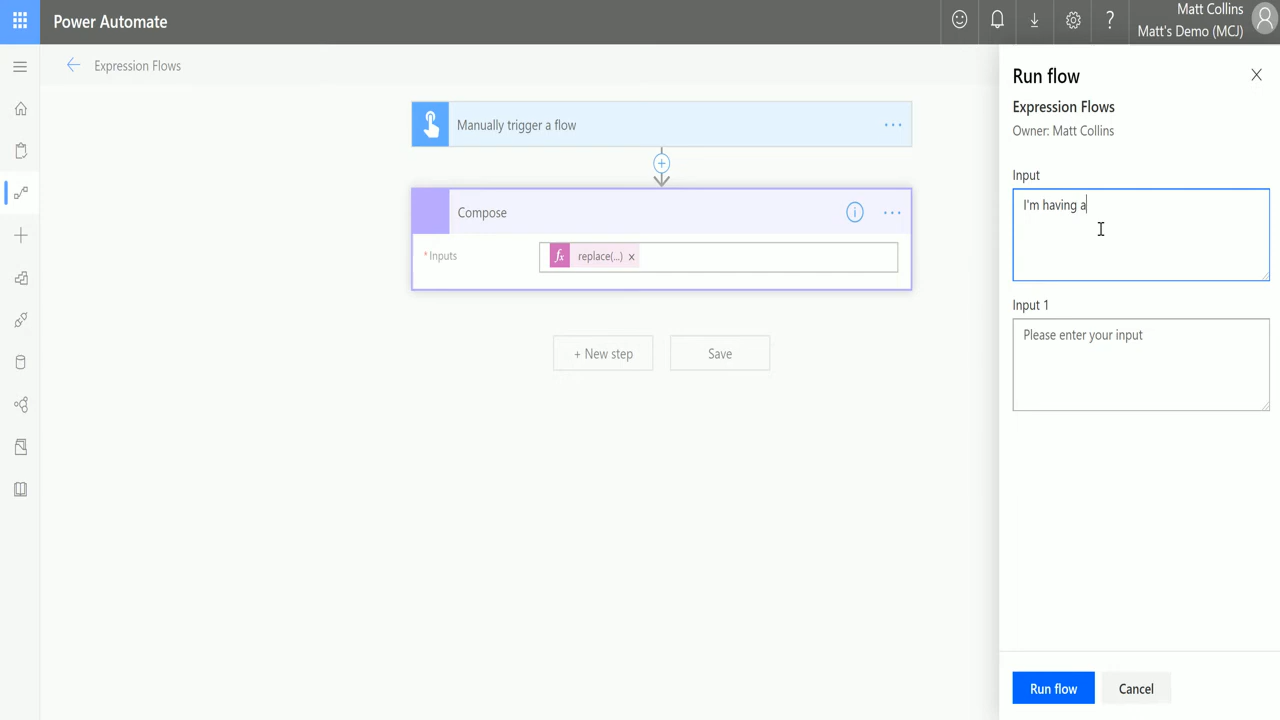 Power Automate
Matt Collins
Matt's Demo (MCJ)
Expression Flows
Manually trigger a flow
Compose
* Inputs
fx replace(...) x
+ New step
Save
Run flow
Expression Flows
Owner: Matt Collins
Input
I'm having a
Input 1
Please enter your input
Run flow
Cancel